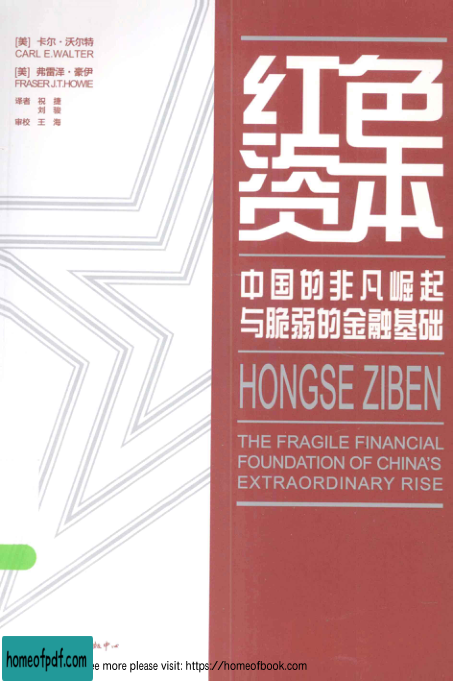 [美] 卡尔·沃尔特
CARL E.WALTER
[美] 弗雷泽·豪伊
FRASER J.T.HOWIE
译者 祝捷
刘骏
审校 王海
红色
资本
中国的非凡崛起
与脆弱的金融基础
HONGSE ZIBEN
THE FRAGILE FINANCIAL
FOUNDATION OF CHINA'S
EXTRAORDINARY RISE
中心
homeofpdf.com
more please visit: https://homeofbook.com